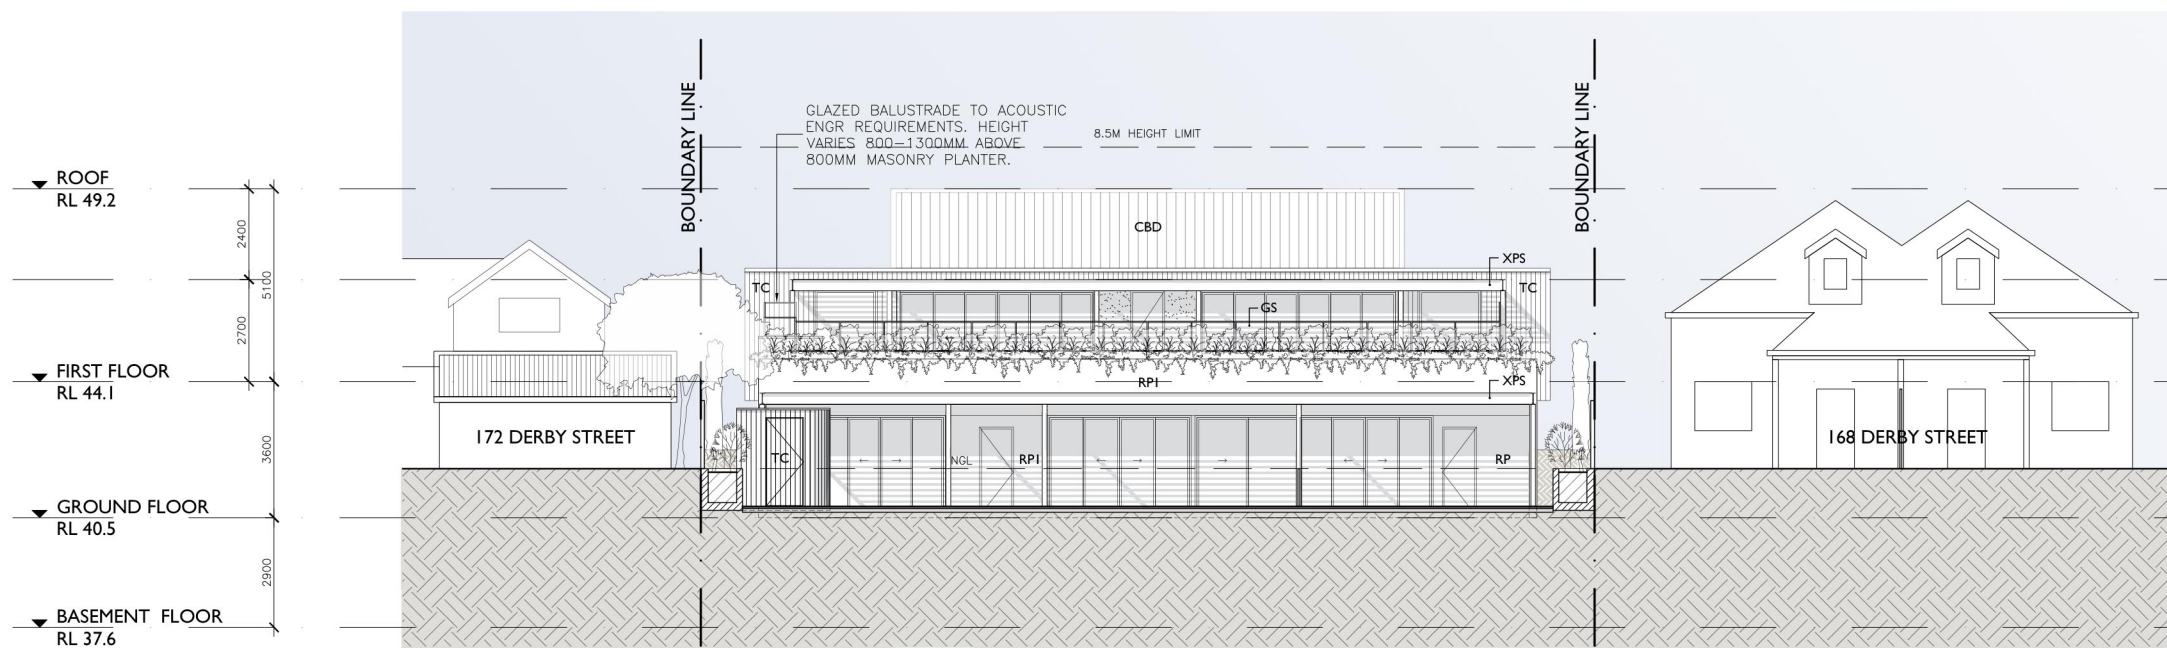 GLAZED BALUSTRADE TO ACOUSTIC
ENGR REQUIREMENTS. HEIGHT
VARIES 800-1300MM ABOVE
800MM MASONRY PLANTER.
8.5M HEIGHT LIMIT
BOUNDARY LINE
BOUNDARY LINE
ROOF
RL 49.2
2400
5100
2700
CBD
XPS
TC
TC
GS
FIRST FLOOR
RL 44.1
RP1
XPS
172 DERBY STREET
168 DERBY STREET
3600
TC
NGL
RP1
RP
GROUND FLOOR
RL 40.5
2900
BASEMENT FLOOR
RL 37.6